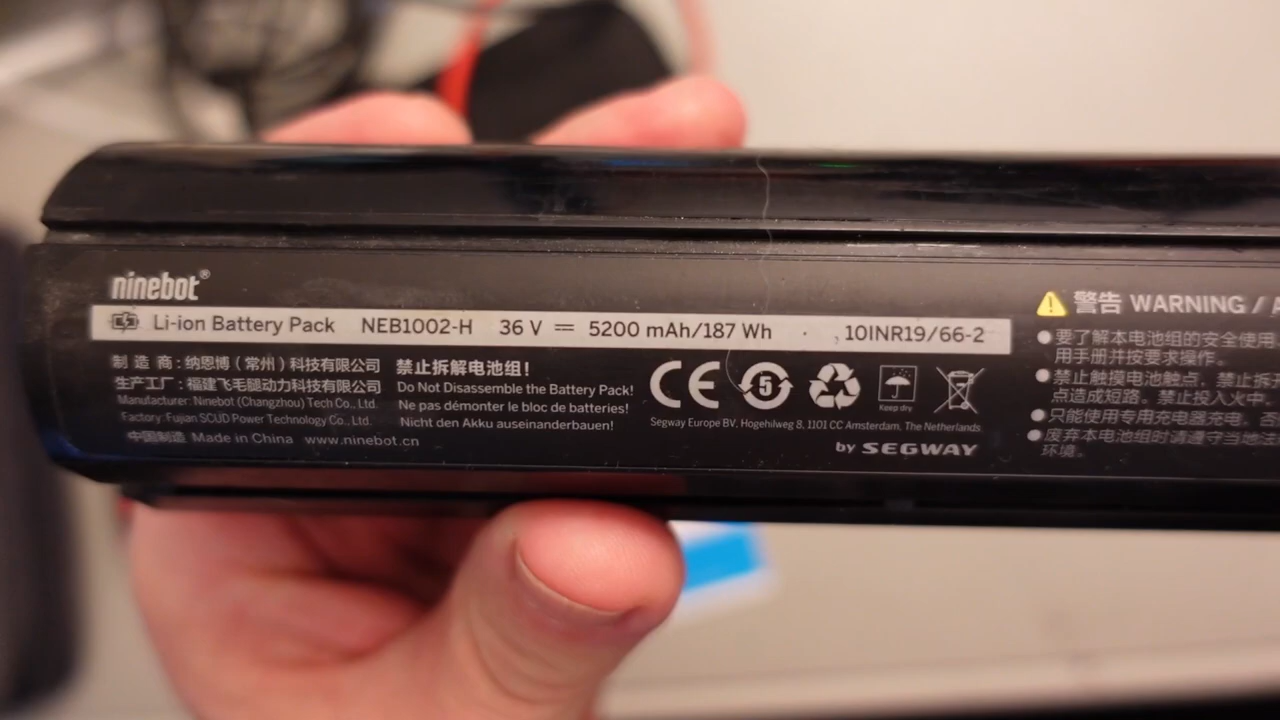 ninebot®
Li-ion Battery Pack NEB1002-H 36 V ⎓ 5200 mAh/187 Wh 10INR19/66-2
制 造 商：纳恩博（常州）科技有限公司
生产工厂：福建飞毛腿动力科技有限公司
Manufacturer: Ninebot (Changzhou) Tech Co., Ltd.
Factory: Fujian SCUD Power Technology Co., Ltd.
中国制造 Made in China www.ninebot.cn
禁止拆解电池组！
Do Not Disassemble the Battery Pack!
Ne pas démonter le bloc de batteries!
Nicht den Akku auseinanderbauen!
CE 5
Keep dry
Segway Europe BV, Hogehilweg 8, 1101 CC Amsterdam, The Netherlands
by SEGWAY
警告 WARNING /
● 要了解本电池组的安全使用
用手册并按要求操作。
● 禁止触摸电池触点，禁止拆
点造成短路。禁止投入火中。
● 只能使用专用充电器充电，否
● 废弃本电池组时请遵守当地法
环境。